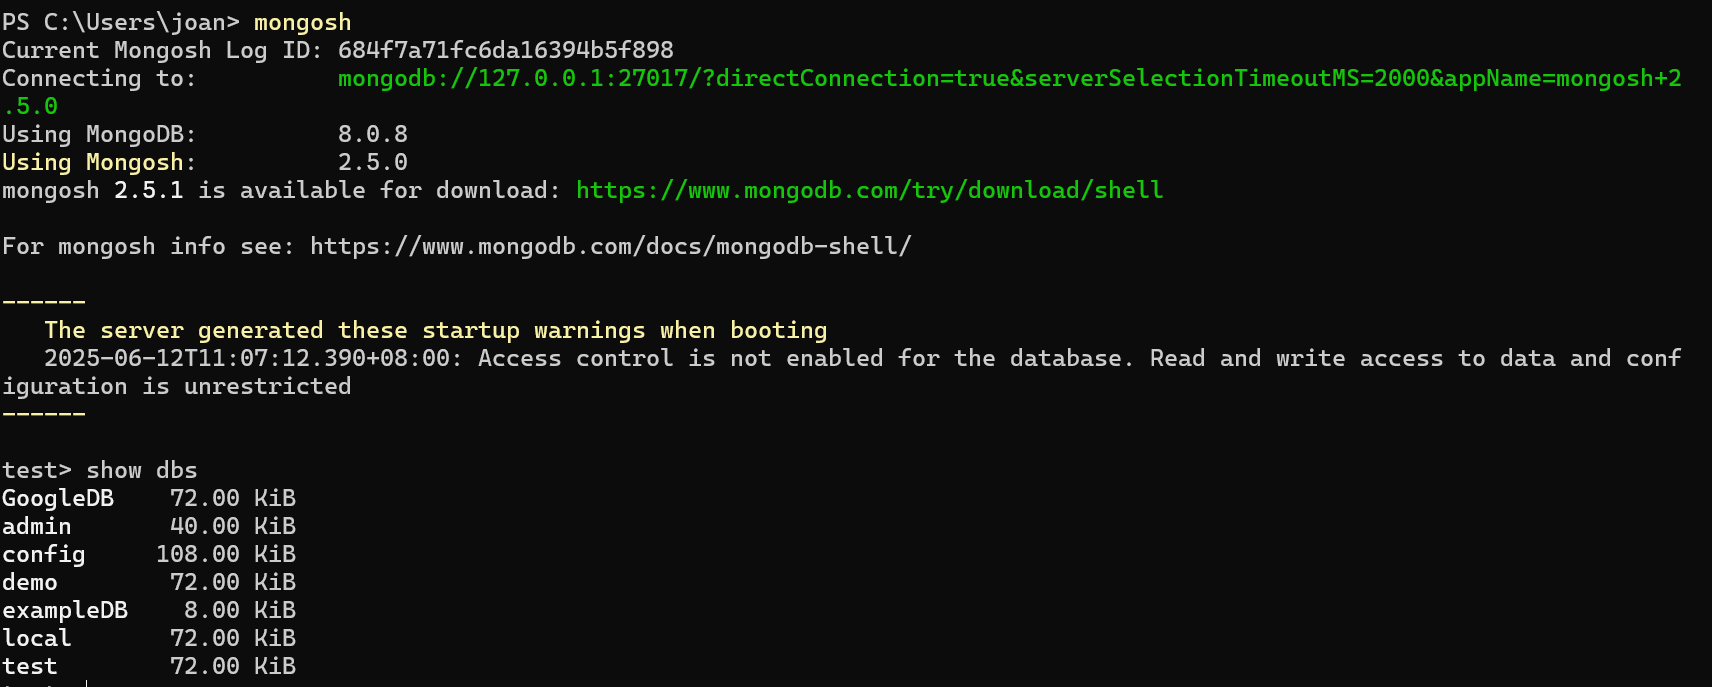 PS C:\Users\joan> mongosh
Current Mongosh Log ID: 684f7a71fc6da16394b5f898
Connecting to:          mongodb://127.0.0.1:27017/?directConnection=true&serverSelectionTimeoutMS=2000&appName=mongosh+2
.5.0
Using MongoDB:          8.0.8
Using Mongosh:          2.5.0
mongosh 2.5.1 is available for download: https://www.mongodb.com/try/download/shell
For mongosh info see: https://www.mongodb.com/docs/mongodb-shell/
------
   The server generated these startup warnings when booting
   2025-06-12T11:07:12.390+08:00: Access control is not enabled for the database. Read and write access to data and conf
iguration is unrestricted
------
test> show dbs
GoogleDB    72.00 KiB
admin       40.00 KiB
config     108.00 KiB
demo        72.00 KiB
exampleDB    8.00 KiB
local       72.00 KiB
test        72.00 KiB